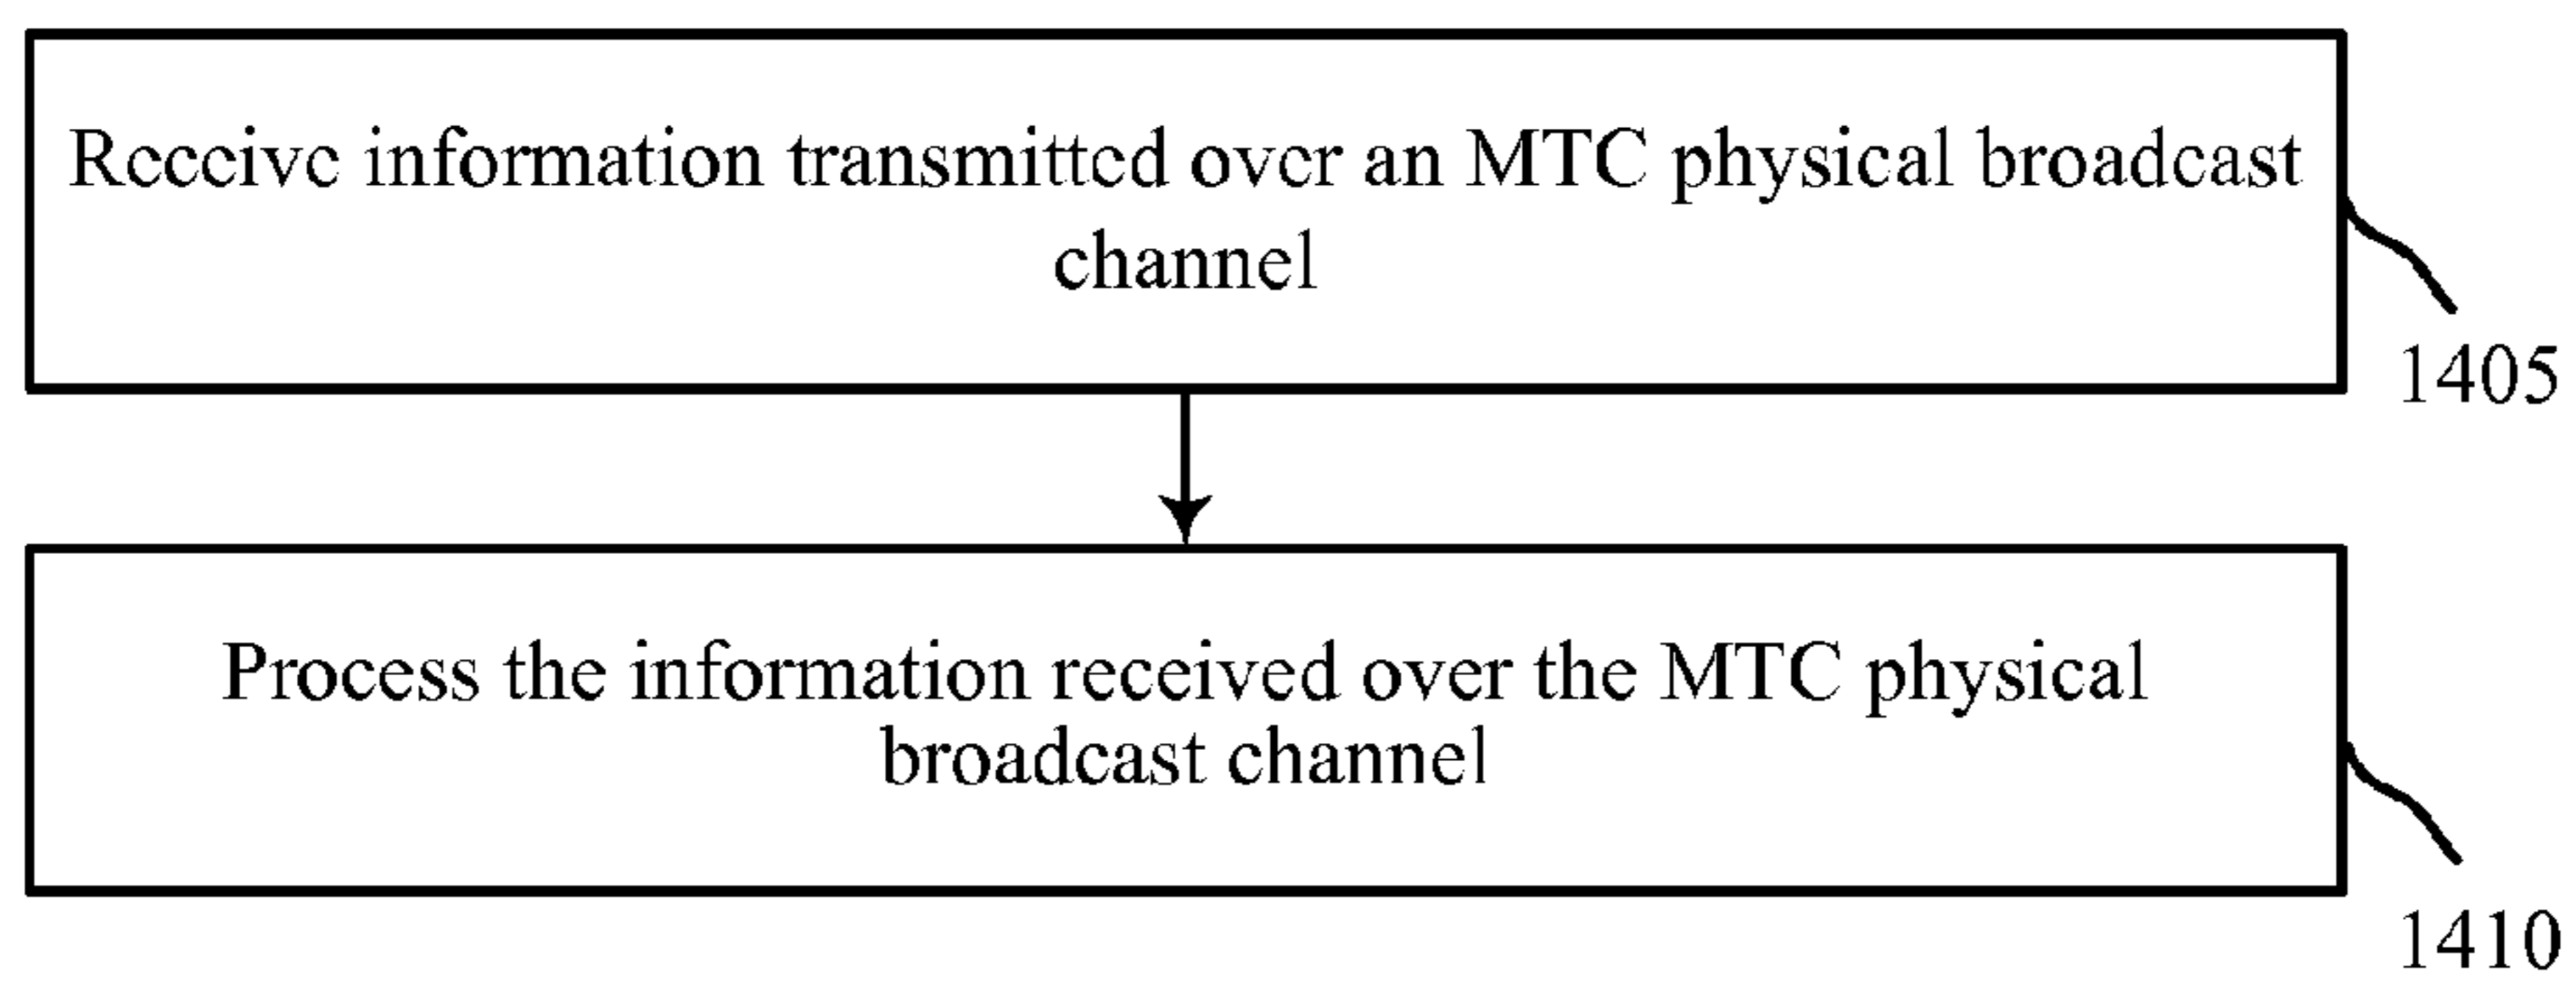 Receive information transmitted over an MTC physical broadcast
channel
1405
Process the information received over the MTC physical
broadcast channel
1410